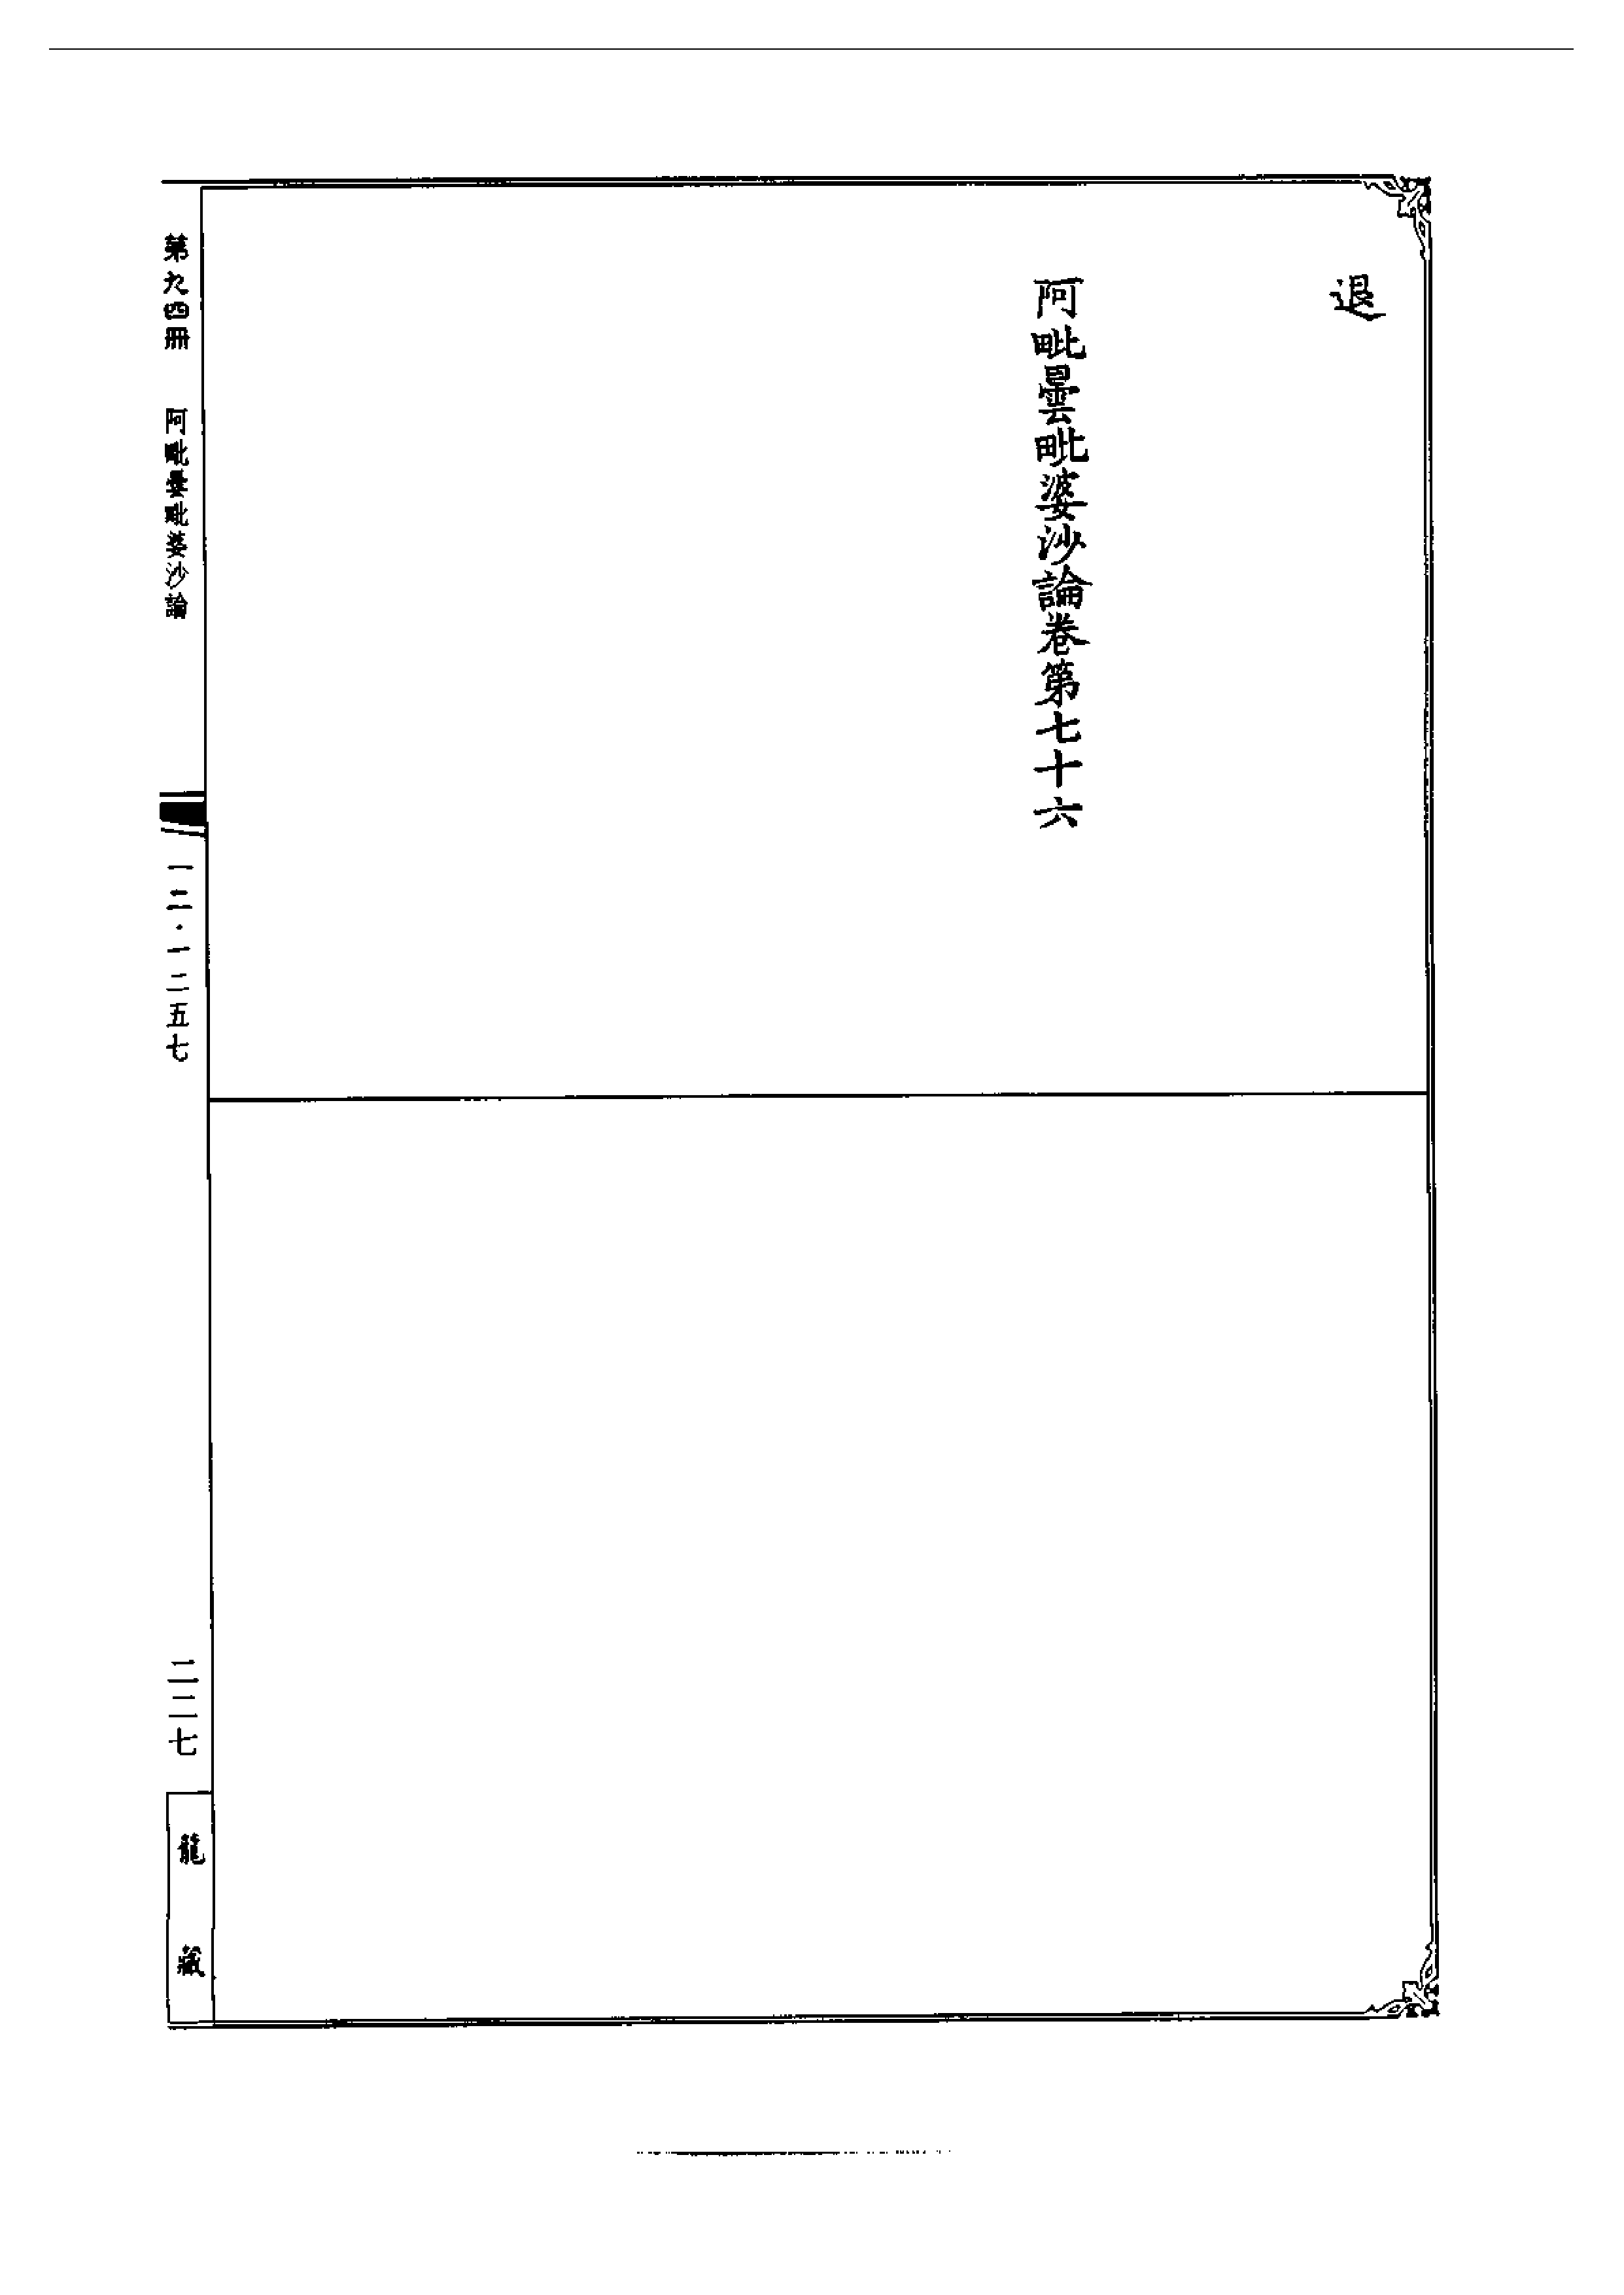 退
阿毗曇毗婆沙論卷第七十六
第九四冊 阿毗曇毗婆沙論
一二·一二五七
二二七
龍藏